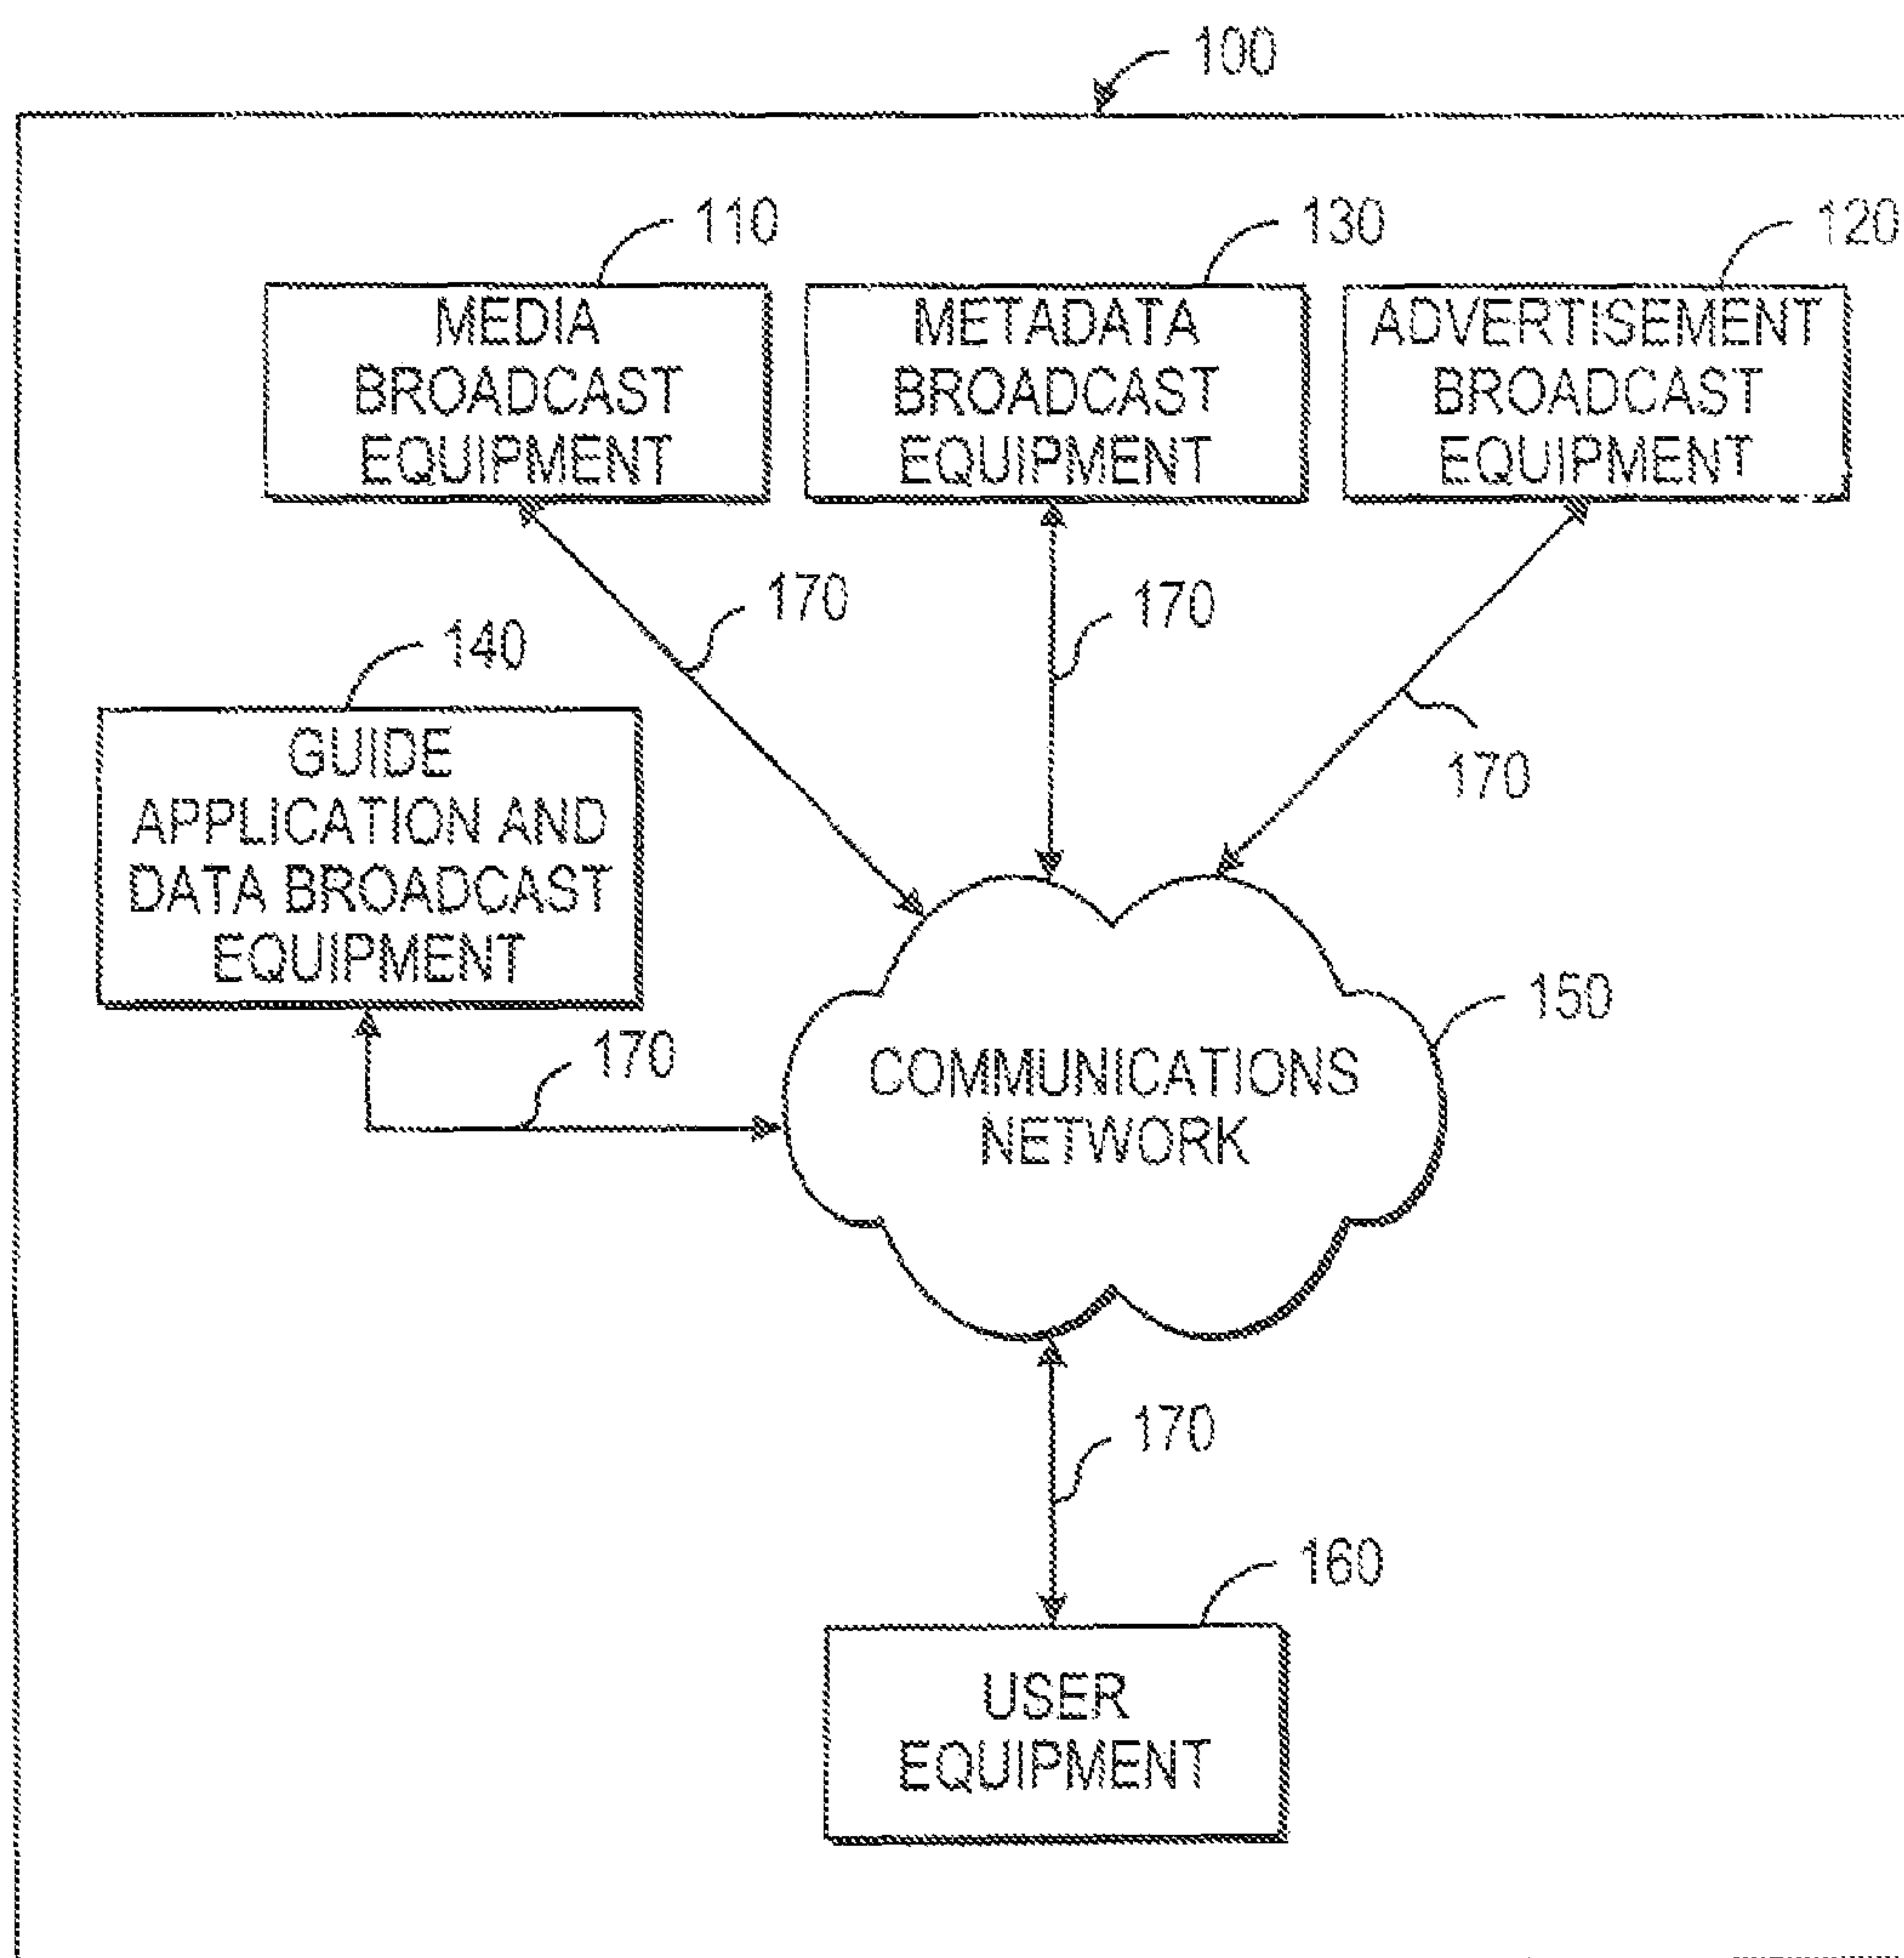 100
110
130
120
MEDIA
BROADCAST
EQUIPMENT
METADATA
BROADCAST
EQUIPMENT
ADVERTISEMENT
BROADCAST
EQUIPMENT
170
170
170
140
GUIDE
APPLICATION AND
DATA BROADCAST
EQUIPMENT
170
150
COMMUNICATIONS
NETWORK
170
160
USER
EQUIPMENT